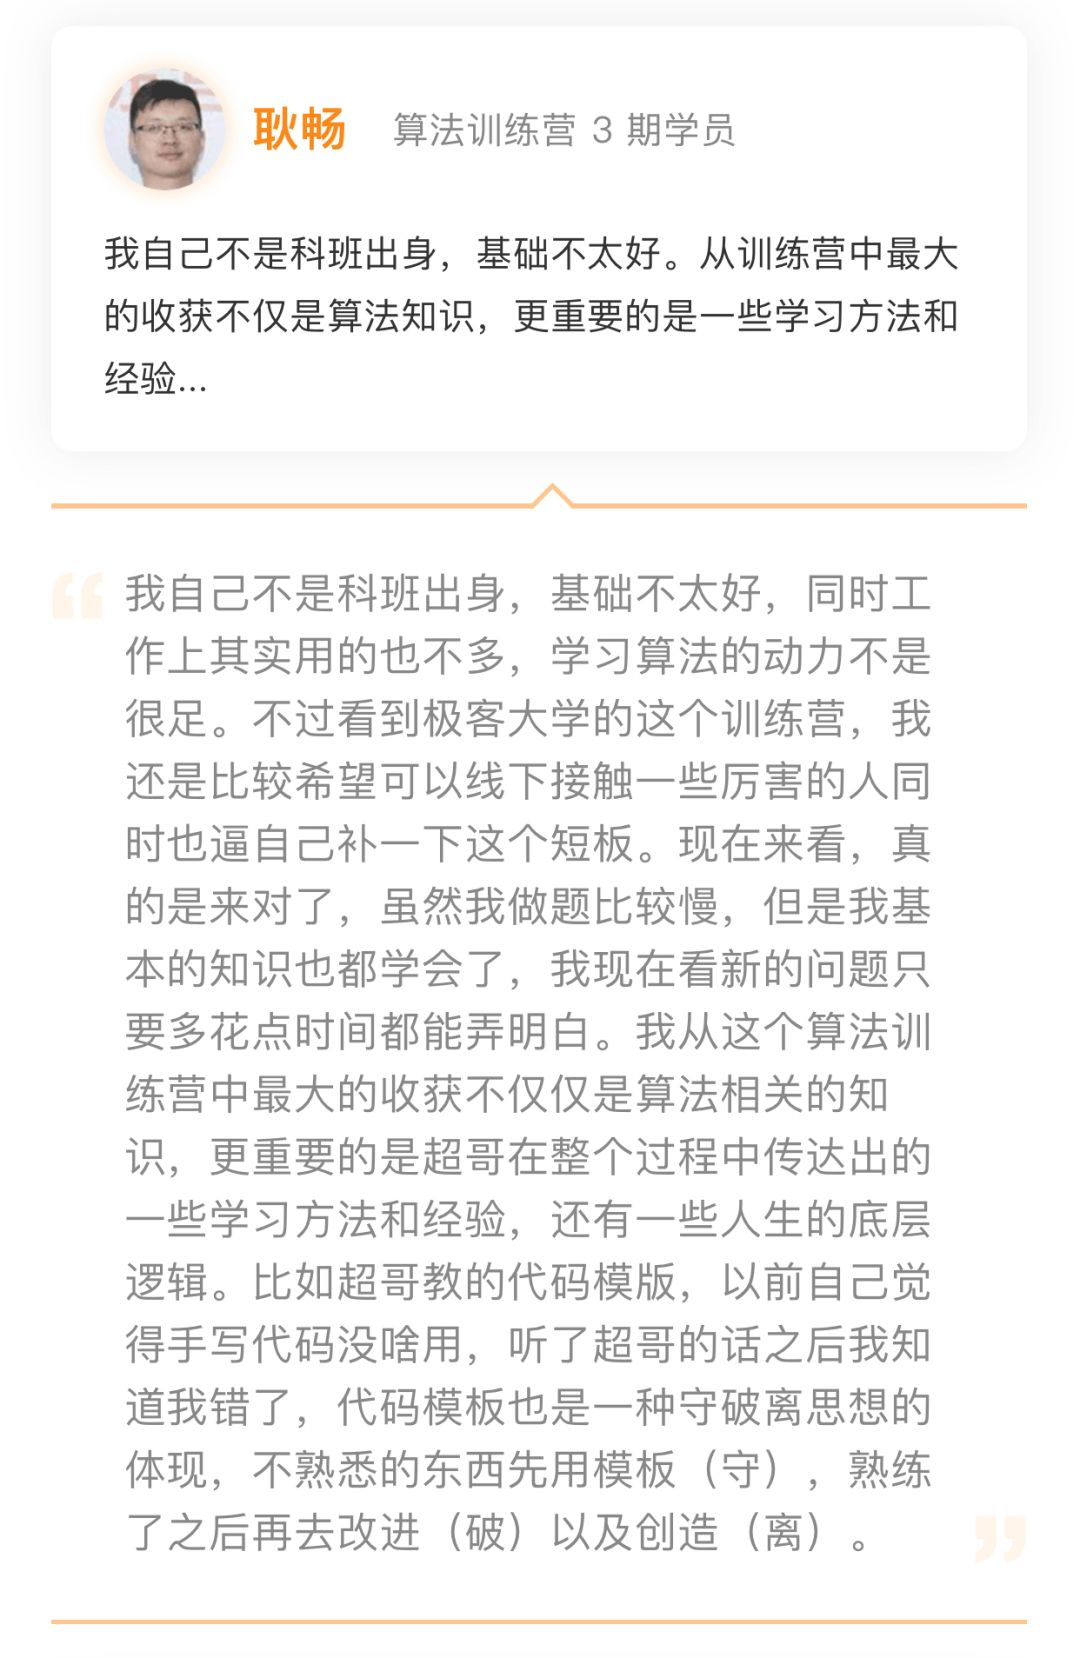 耿畅 算法训练营 3 期学员
我自己不是科班出身，基础不太好。从训练营中最大
的收获不仅是算法知识，更重要的是一些学习方法和
经验...
“我自己不是科班出身，基础不太好，同时工
作上其实用的也不多，学习算法的动力不是
很足。不过看到极客大学的这个训练营，我
还是比较希望可以线下接触一些厉害的人同
时也逼自己补一下这个短板。现在来看，真
的是来对了，虽然我做题比较慢，但是我基
本的知识也都学会了，我现在看新的问题只
要多花点时间都能弄明白。我从这个算法训
练营中最大的收获不仅仅是算法相关的知
识，更重要的是超哥在整个过程中传达出的
一些学习方法和经验，还有一些人生的底层
逻辑。比如超哥教的代码模版，以前自己觉
得手写代码没啥用，听了超哥的话之后我知
道我错了，代码模板也是一种守破离思想的
体现，不熟悉的东西先用模板（守），熟练
了之后再去改进（破）以及创造（离）。”